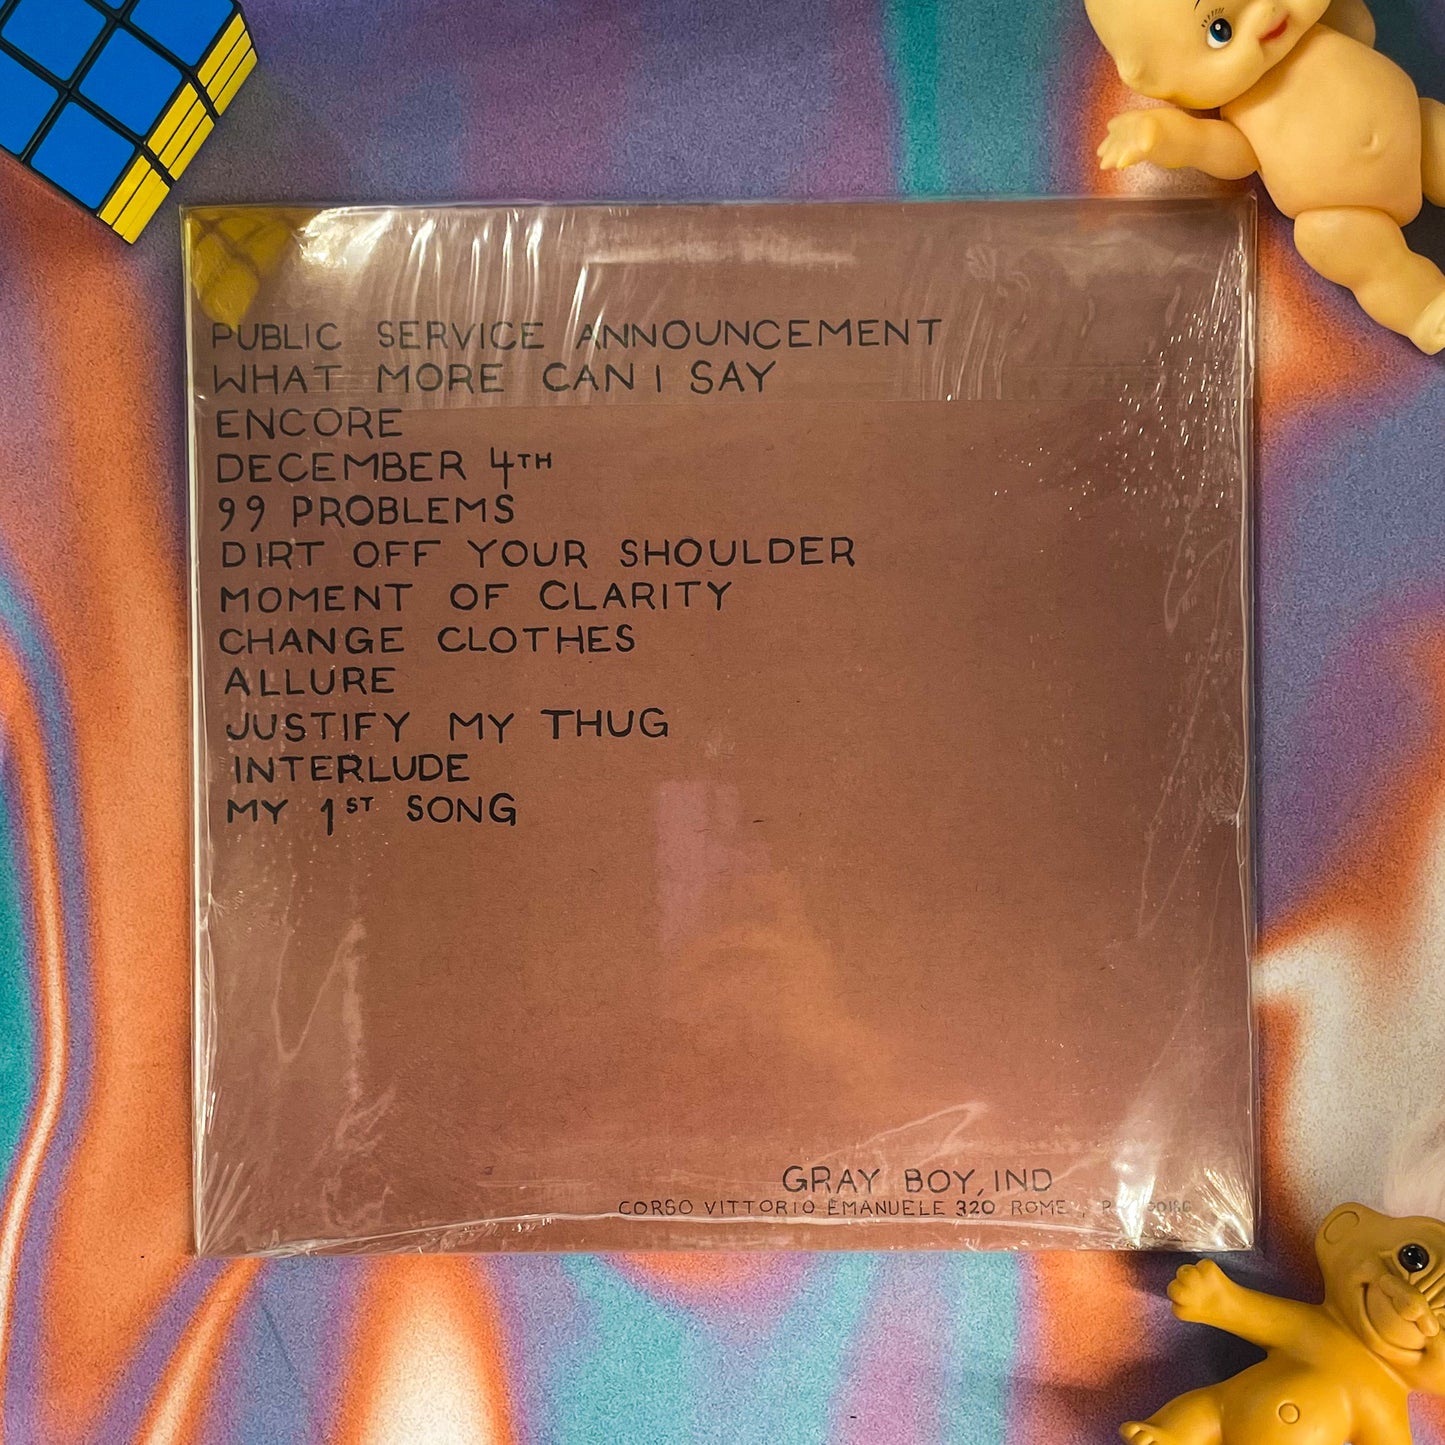 PUBLIC SERVICE ANNOUNCEMENT
WHAT MORE CAN I SAY
ENCORE
DECEMBER 4TH
99 PROBLEMS
DIRT OFF YOUR SHOULDER
MOMENT OF CLARITY
CHANGE CLOTHES
ALLURE
JUSTIFY MY THUG
INTERLUDE
MY 1ST SONG
GRAY BOY, IND
CORSO VITTORIO EMANUELE 320 ROME,